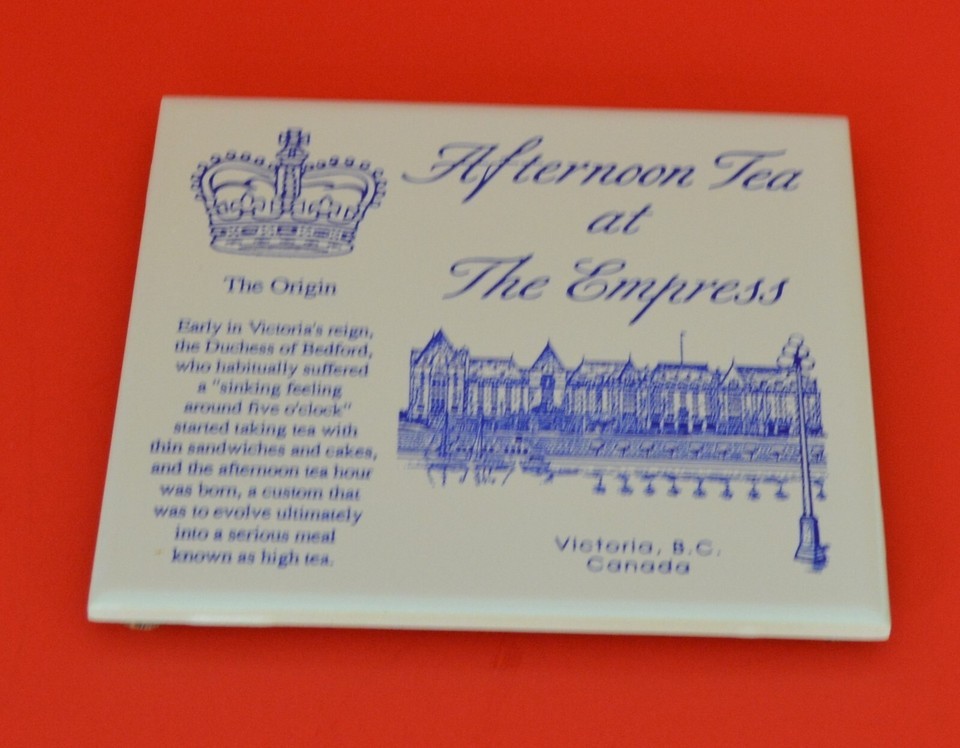 Afternoon Tea
at
The Empress
The Origin
Early in Victoria's reign,
the Duchess of Bedford,
who habitually suffered
a "sinking feeling
around five o'clock"
started taking tea with
thin sandwiches and cakes,
and the afternoon tea hour
was born, a custom that
was to evolve ultimately
into a serious meal
known as high tea.
Victoria, B.C.
Canada